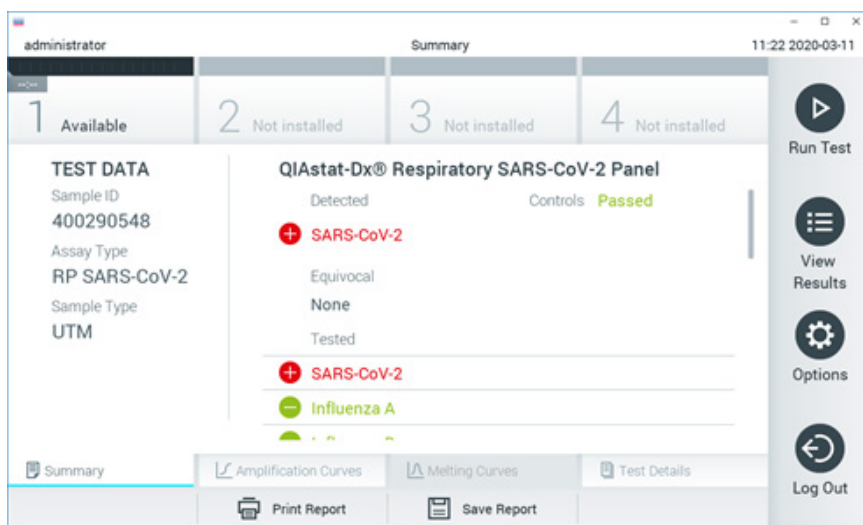 administrator Summary 11:22 2020-03-11
1 Available 2 Not installed 3 Not installed 4 Not installed
Run Test
TEST DATA
Sample ID
400290548
Assay Type
RP SARS-CoV-2
Sample Type
UTM
QIAstat-Dx® Respiratory SARS-CoV-2 Panel
Detected Controls Passed
SARS-CoV-2
Equivocal
None
Tested
SARS-CoV-2
Influenza A
View
Results
Options
Log Out
Summary Amplification Curves Melting Curves Test Details
Print Report Save Report